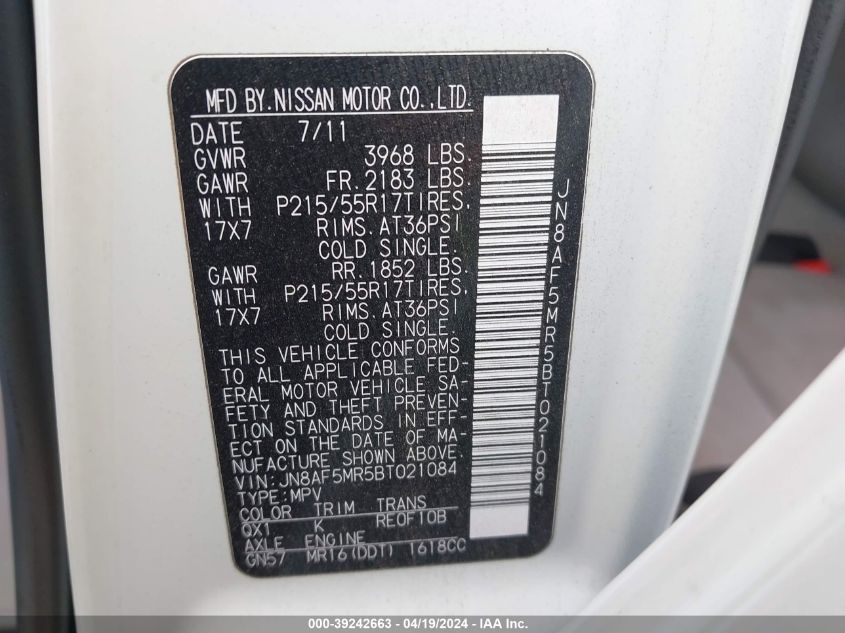 MFD BY.NISSAN MOTOR CO.,LTD.
DATE 7/11
GVWR 3968 LBS.
GAWR FR.2183 LBS.
WITH P215/55R17TIRES.
17X7 RIMS.AT36PSI
COLD SINGLE.
GAWR RR.1852 LBS.
WITH P215/55R17TIRES.
17X7 RIMS.AT36PSI
COLD SINGLE.
THIS VEHICLE CONFORMS
TO ALL APPLICABLE FED-
ERAL MOTOR VEHICLE SA-
FETY AND THEFT PREVEN-
TION STANDARDS IN EFF-
ECT ON THE DATE OF MA-
NUFACTURE SHOWN ABOVE.
VIN:JN8AF5MR5BT021084
TYPE:MPV
COLOR TRIM TRANS
QX1 K RE0F10B
AXLE ENGINE
GN57 MR16(DDT) 1618CC
JN8AF5MR5BT021084
000-39242663 - 04/19/2024 - IAA Inc.